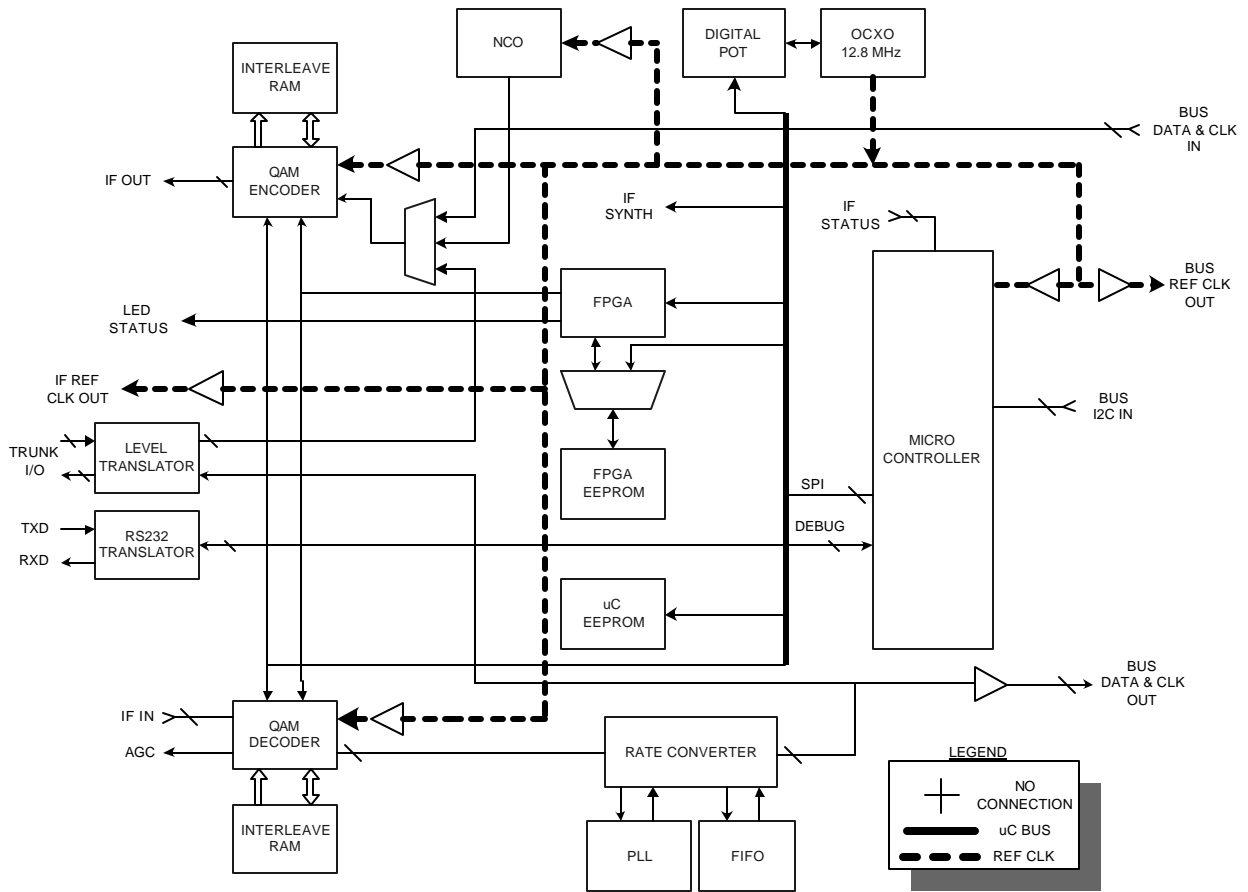 NCO
DIGITAL
POT
OCXO
12.8 MHz
INTERLEAVE
RAM
BUS
DATA & CLK
IN
QAM
ENCODER
IF OUT
IF
SYNTH
IF
STATUS
BUS
REF CLK
OUT
FPGA
LED
STATUS
IF REF
CLK OUT
BUS
I2C IN
MICRO
CONTROLLER
TRUNK
I/O
LEVEL
TRANSLATOR
FPGA
EEPROM
SPI
TXD
RXD
RS232
TRANSLATOR
DEBUG
uC
EEPROM
BUS
DATA & CLK
OUT
IF IN
AGC
QAM
DECODER
RATE CONVERTER
INTERLEAVE
RAM
PLL
FIFO
LEGEND
NO
CONNECTION
uC BUS
REF CLK